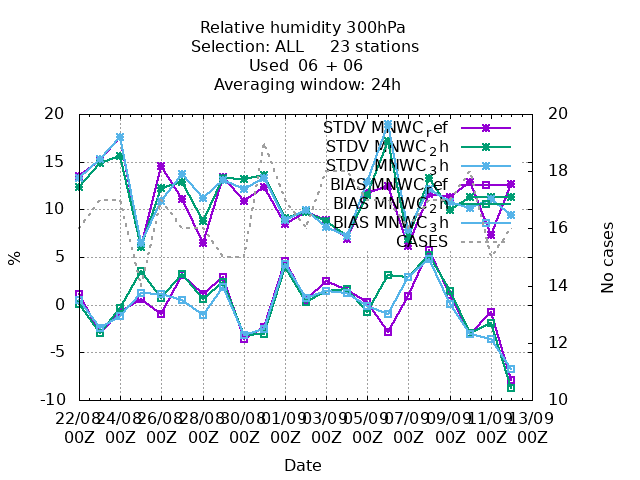 Relative humidity 300hPa
Selection: ALL 23 stations
Used 06 + 06
Averaging window: 24h
20 20
STDV MNWC_ref
STDV MNWC_2h
15 18
STDV MNWC_3h
BIAS MNWC_ref
10 16
BIAS MNWC_2h
BIAS MNWC_3h
CASES
5
%
No cases
0 14
-5 12
-10 10
22/08 24/08 26/08 28/08 30/08 01/09 03/09 05/09 07/09 09/09 11/09 13/09
00Z 00Z 00Z 00Z 00Z 00Z 00Z 00Z 00Z 00Z 00Z 00Z
Date